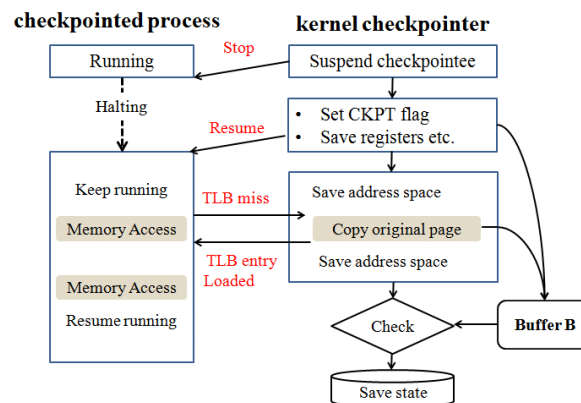 checkpointed process
kernel checkpointer
Running
Stop
Suspend checkpointee
Halting
• Set CKPT flag
Resume
• Save registers etc.
Keep running
TLB miss
Save address space
Memory Access
Copy original page
TLB entry
Loaded
Save address space
Memory Access
Resume running
Check
Buffer B
Save state